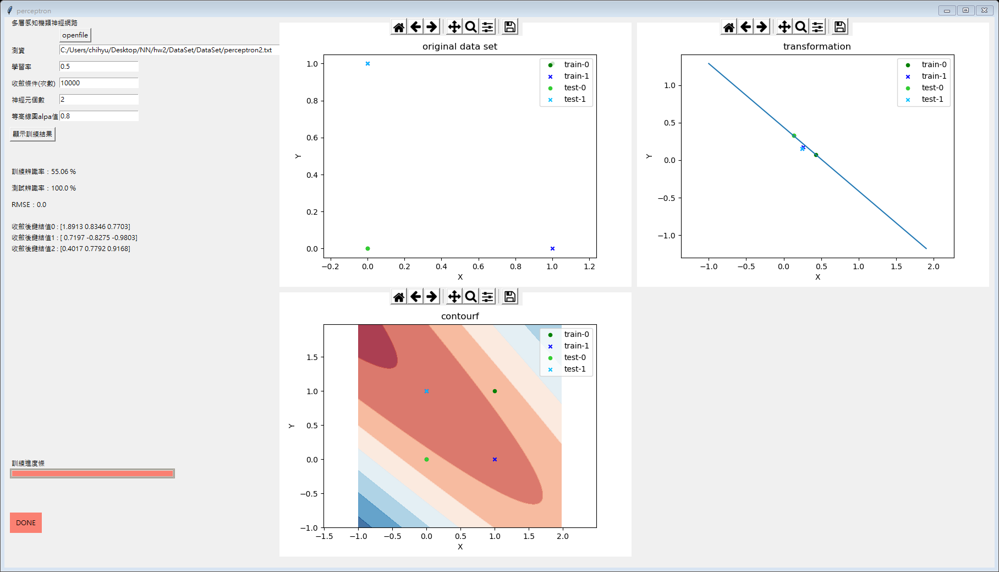 perceptron
多層感知機類神經網路
openfile
測資 C:/Users/chihyu/Desktop/NN/hw2/DataSet/DataSet/perceptron2.txt
學習率 0.5
收斂條件(次數) 10000
神經元個數 2
等高線圖alpa值 0.8
顯示訓練結果
訓練辨識率：55.06 %
測試辨識率：100.0 %
RMSE：0.0
收斂後鍵結值0 : [1.8913 0.8346 0.7703]
收斂後鍵結值1 : [ 0.7197 -0.8275 -0.9803]
收斂後鍵結值2 : [0.4017 0.7792 0.9168]
訓練進度條
DONE
original data set
train-0
train-1
test-0
test-1
1.0
0.8
0.6
0.4
0.2
0.0
Y
−0.2 0.0 0.2 0.4 0.6 0.8 1.0 1.2
X
transformation
train-0
train-1
test-0
test-1
1.0
0.5
0.0
−0.5
−1.0
Y
−1.0 −0.5 0.0 0.5 1.0 1.5 2.0
X
contourf
train-0
train-1
test-0
test-1
1.5
1.0
0.5
0.0
−0.5
−1.0
Y
−1.5 −1.0 −0.5 0.0 0.5 1.0 1.5 2.0
X